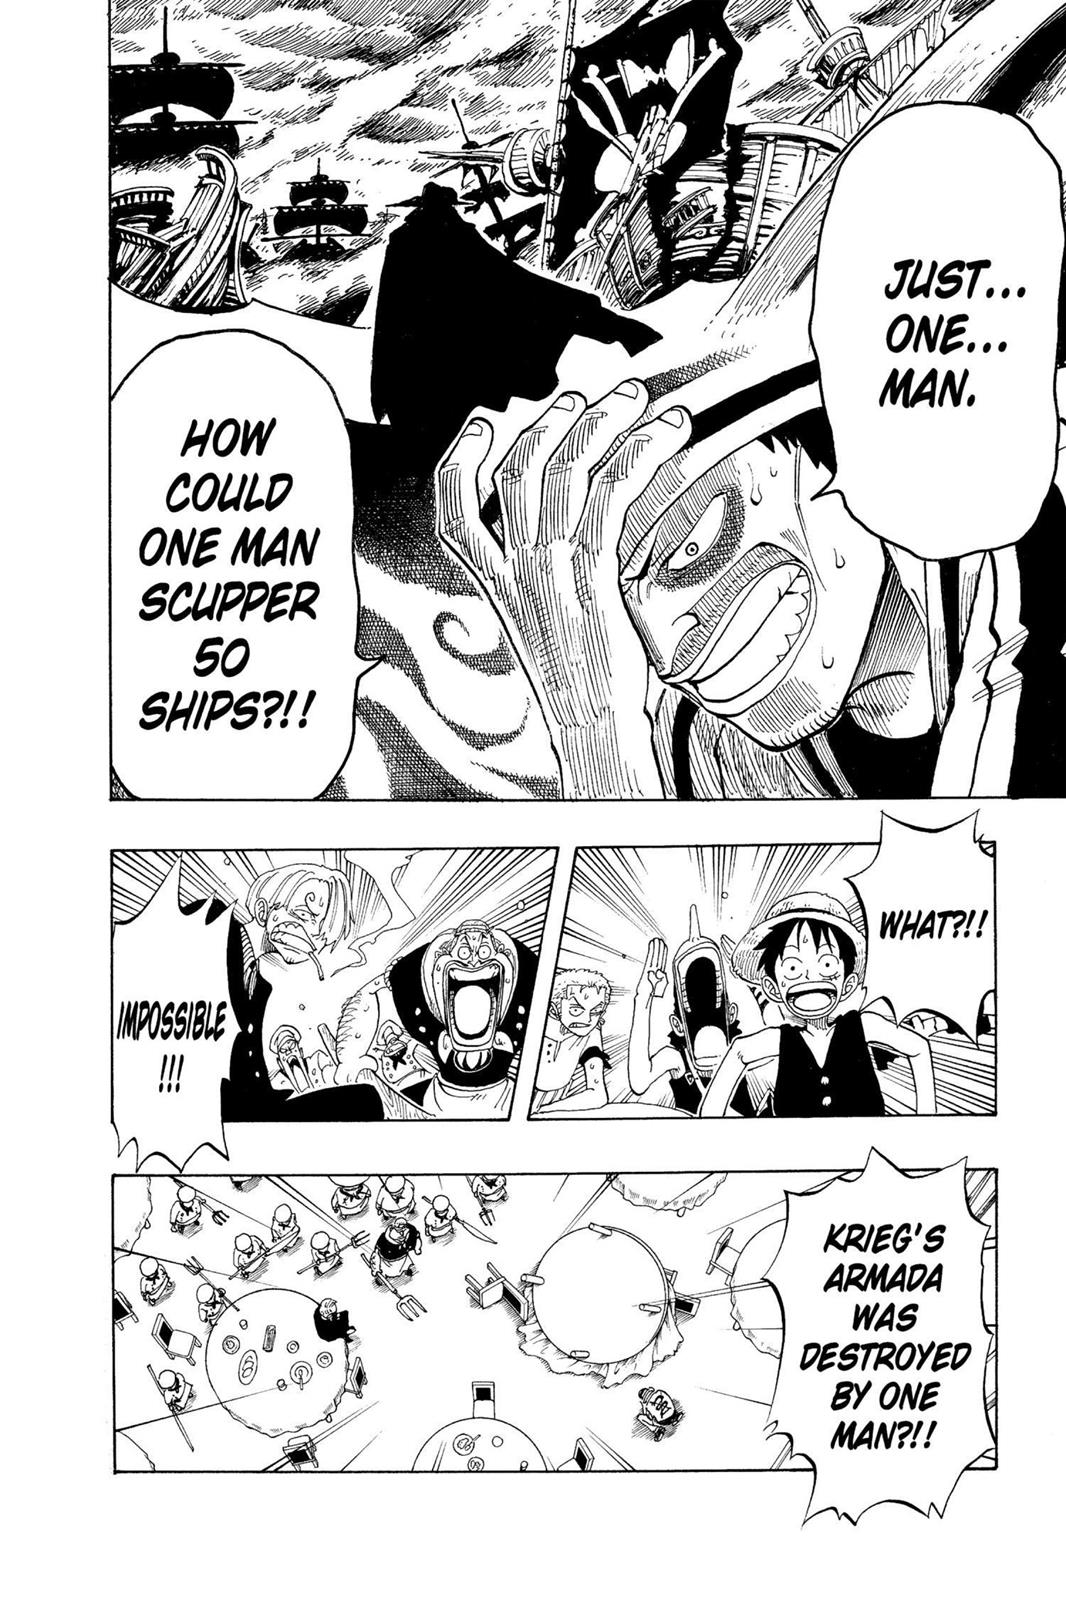 JUST...
ONE...
MAN.
HOW
COULD
ONE MAN
SCUPPER
50
SHIPS?!!
WHAT?!!
IMPOSSIBLE
!!!
KRIEG'S
ARMADA
WAS
DESTROYED
BY ONE
MAN?!!